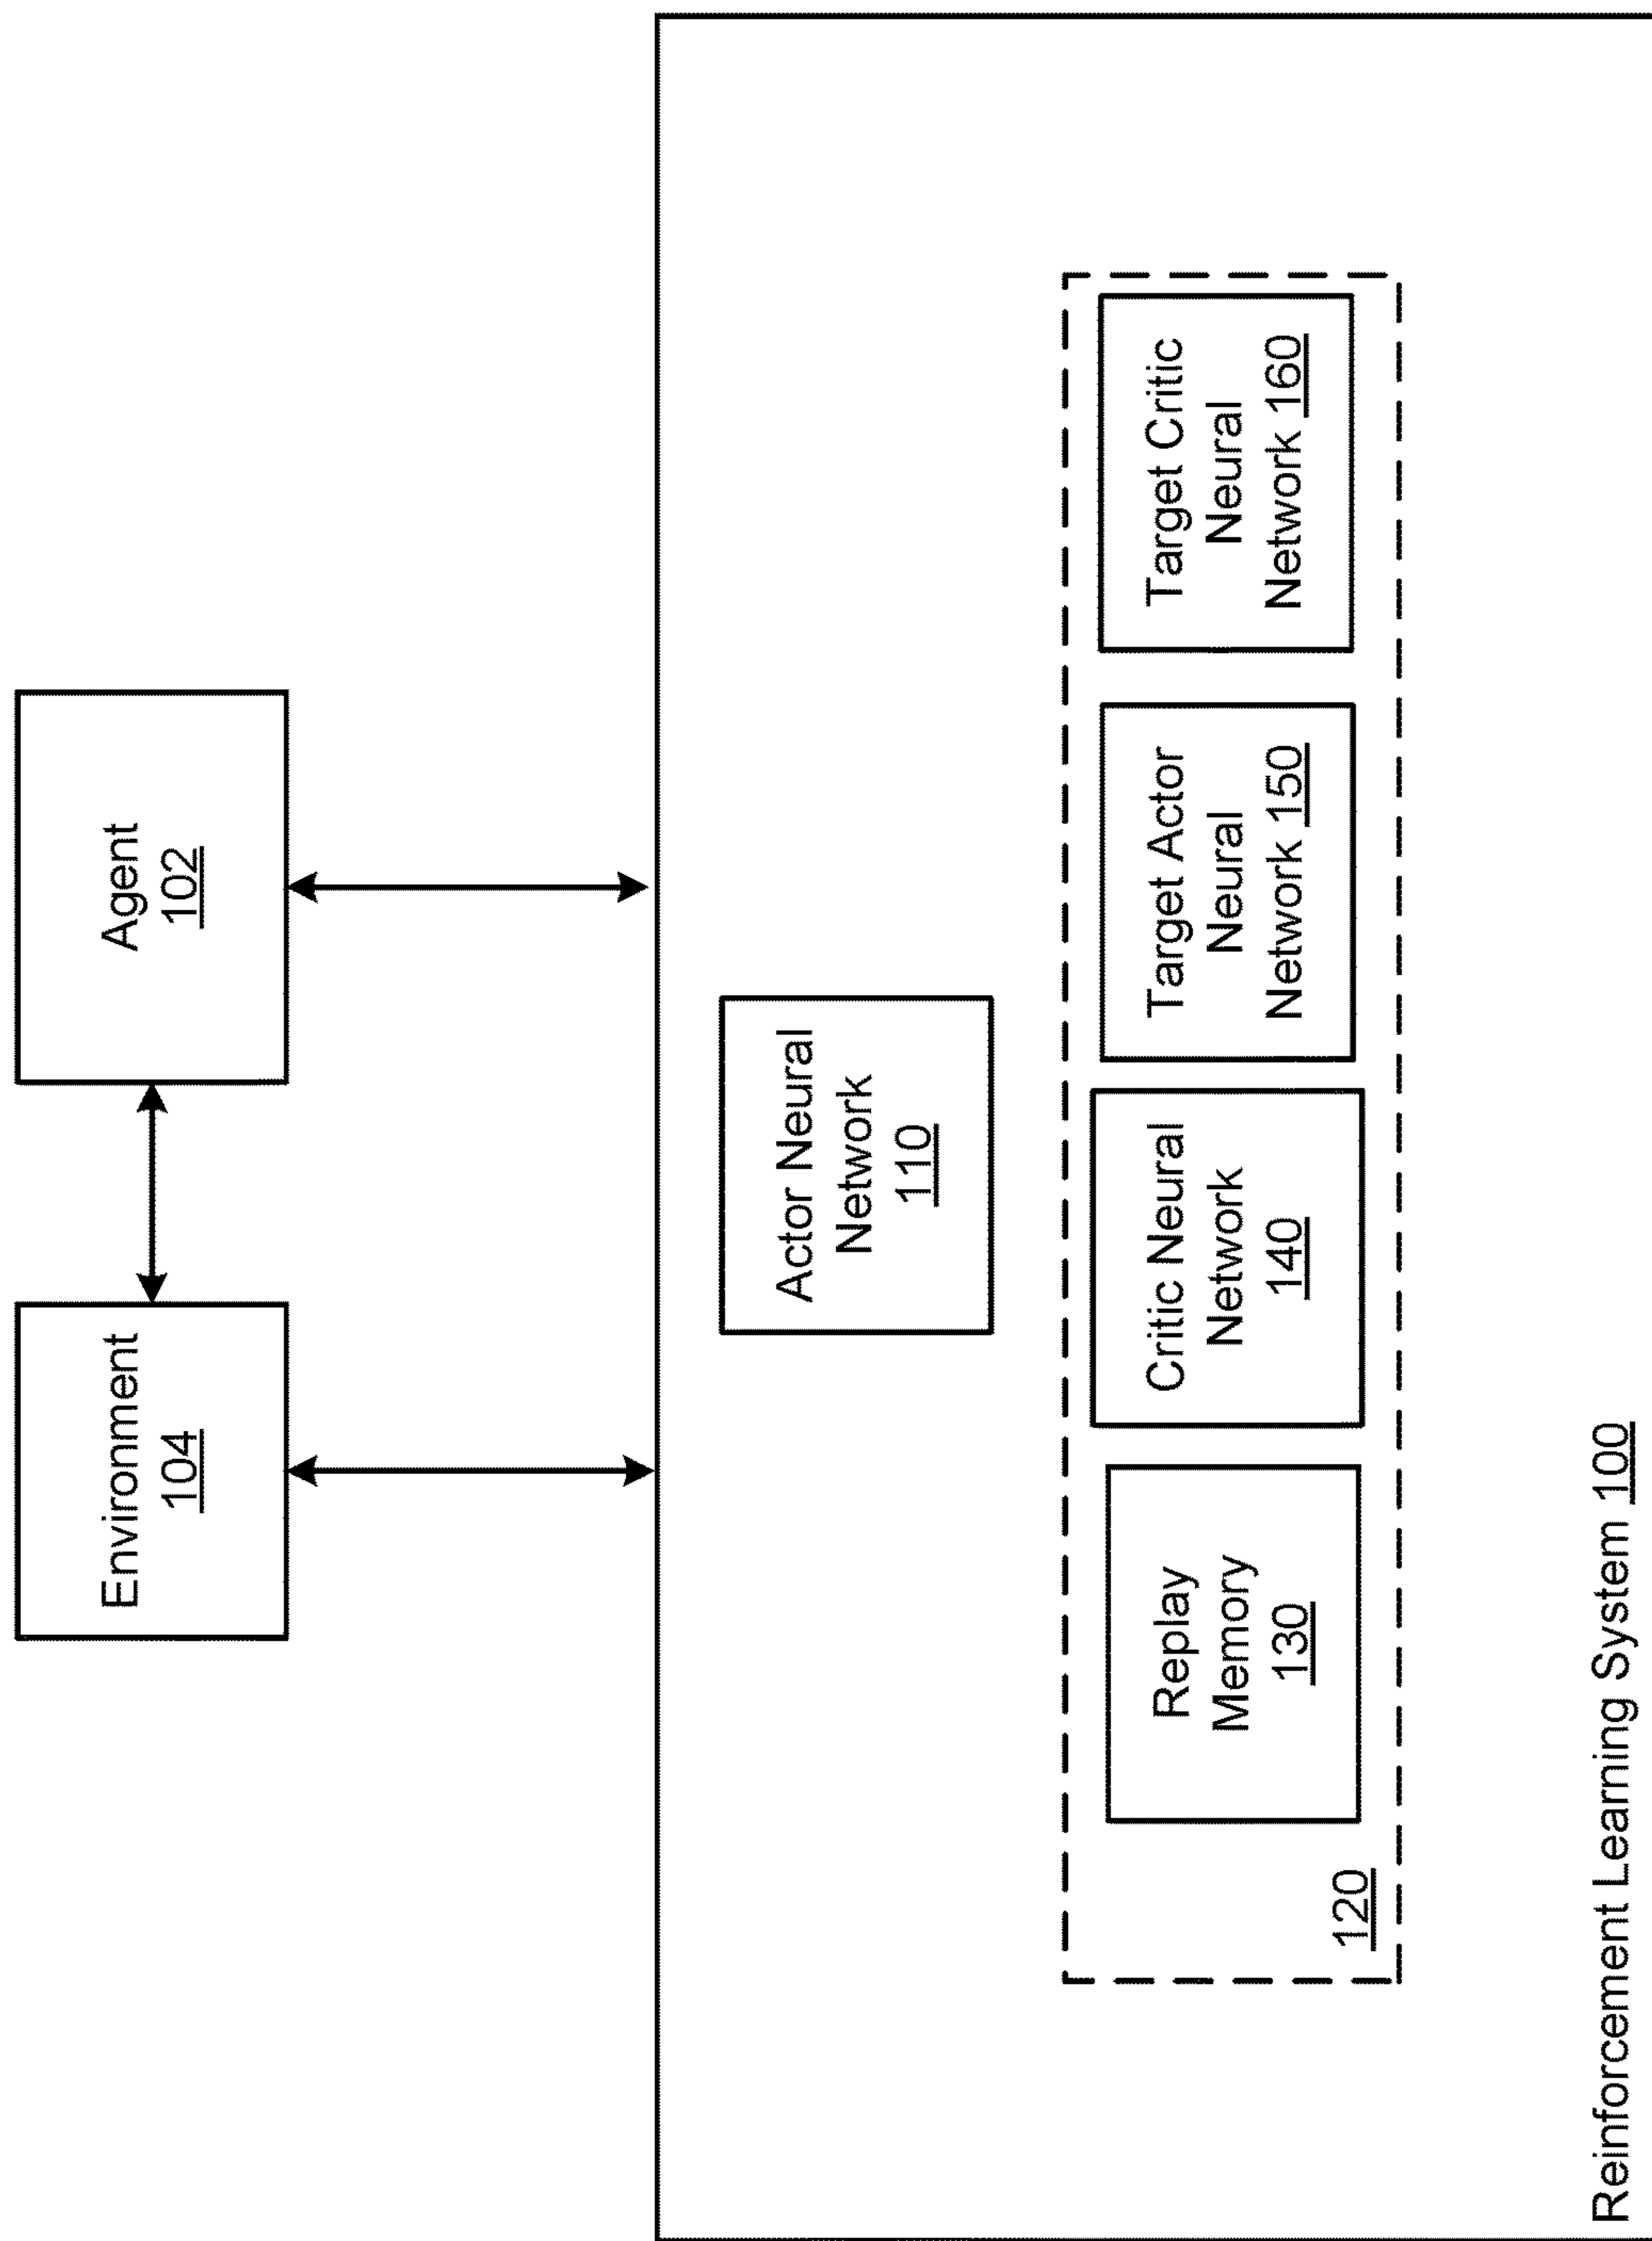 Environment
104
Agent
102
Actor Neural
Network
110
Replay
Memory
130
Critic Neural
Network
140
Target Actor
Neural
Network 150
Target Critic
Neural
Network 160
120
Reinforcement Learning System 100